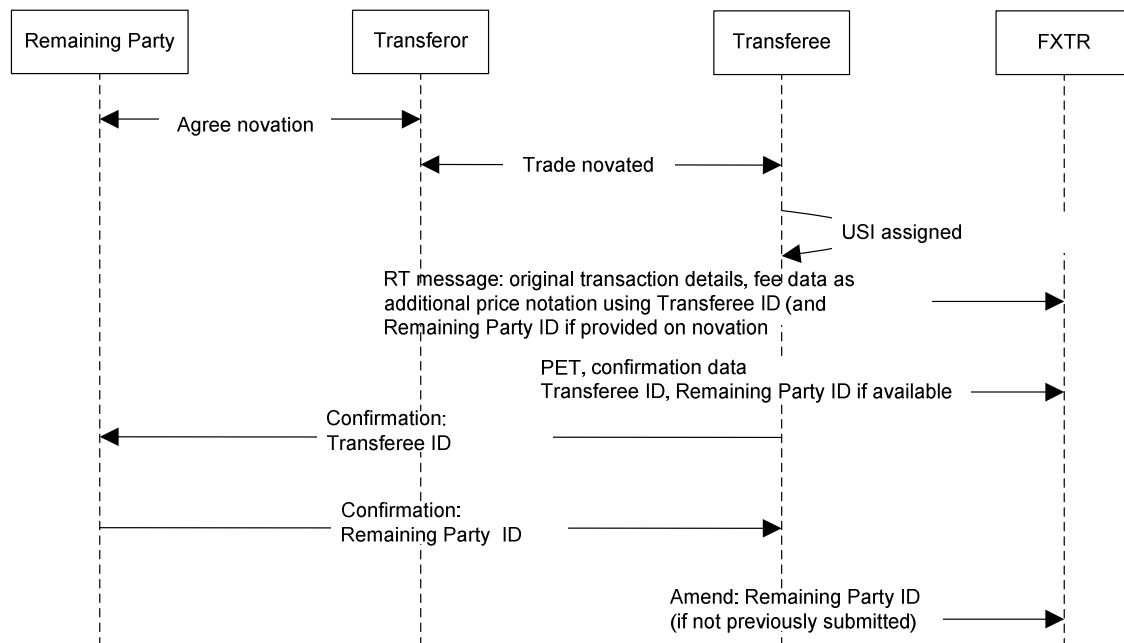 Remaining Party
Transferor
Transferee
FXTR
Agree novation
Trade novated
USI assigned
RT message: original transaction details, fee data as
additional price notation using Transferee ID (and
Remaining Party ID if provided on novation
PET, confirmation data
Transferee ID, Remaining Party ID if available
Confirmation:
Transferee ID
Confirmation:
Remaining Party  ID
Amend: Remaining Party ID
(if not previously submitted)